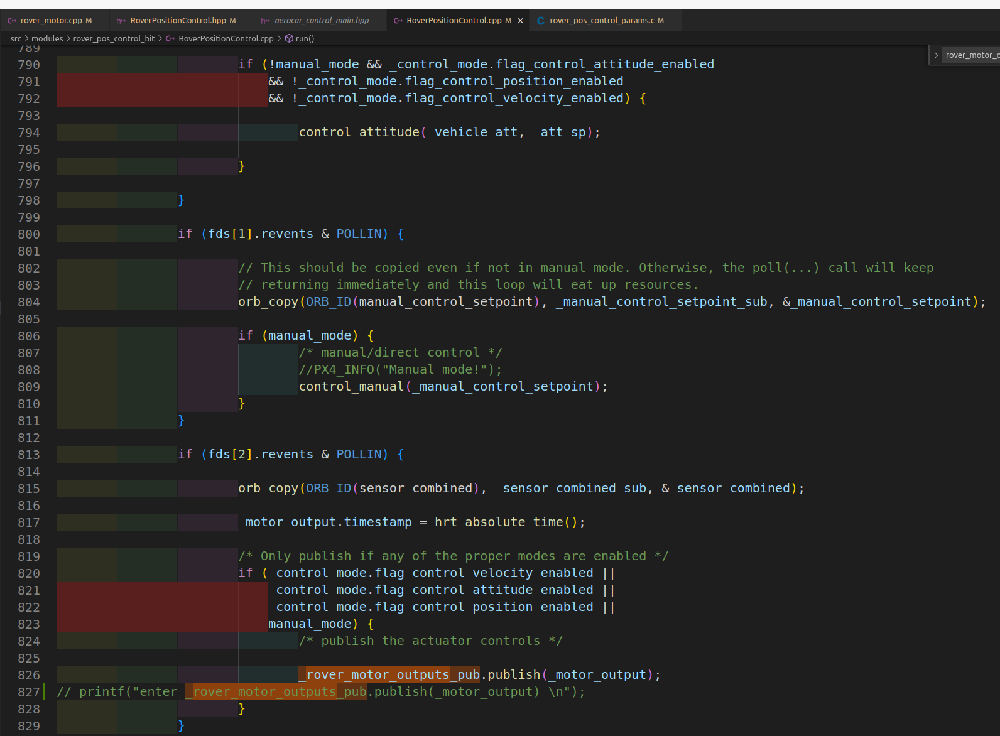 rover_motor.cpp M RoverPositionControl.hpp M aerocar_control_main.hpp RoverPositionControl.cpp M × C rover_pos_control_params.c M
src > modules > rover_pos_control_bit > RoverPositionControl.cpp > run()
789
> rover_motor_o
790 if (!manual_mode && _control_mode.flag_control_attitude_enabled
791 && !_control_mode.flag_control_position_enabled
792 && !_control_mode.flag_control_velocity_enabled) {
793
794 control_attitude(_vehicle_att, _att_sp);
795
796 }
797
798 }
799
800 if (fds[1].revents & POLLIN) {
801
802 // This should be copied even if not in manual mode. Otherwise, the poll(...) call will keep
803 // returning immediately and this loop will eat up resources.
804 orb_copy(ORB_ID(manual_control_setpoint), _manual_control_setpoint_sub, &_manual_control_setpoint);
805
806 if (manual_mode) {
807 /* manual/direct control */
808 //PX4_INFO("Manual mode!");
809 control_manual(_manual_control_setpoint);
810 }
811 }
812
813 if (fds[2].revents & POLLIN) {
814
815 orb_copy(ORB_ID(sensor_combined), _sensor_combined_sub, &_sensor_combined);
816
817 _motor_output.timestamp = hrt_absolute_time();
818
819 /* Only publish if any of the proper modes are enabled */
820 if (_control_mode.flag_control_velocity_enabled ||
821 _control_mode.flag_control_attitude_enabled ||
822 _control_mode.flag_control_position_enabled ||
823 manual_mode) {
824 /* publish the actuator controls */
825
826 _rover_motor_outputs_pub.publish(_motor_output);
827 // printf("enter _rover_motor_outputs_pub.publish(_motor_output) \n");
828 }
829 }